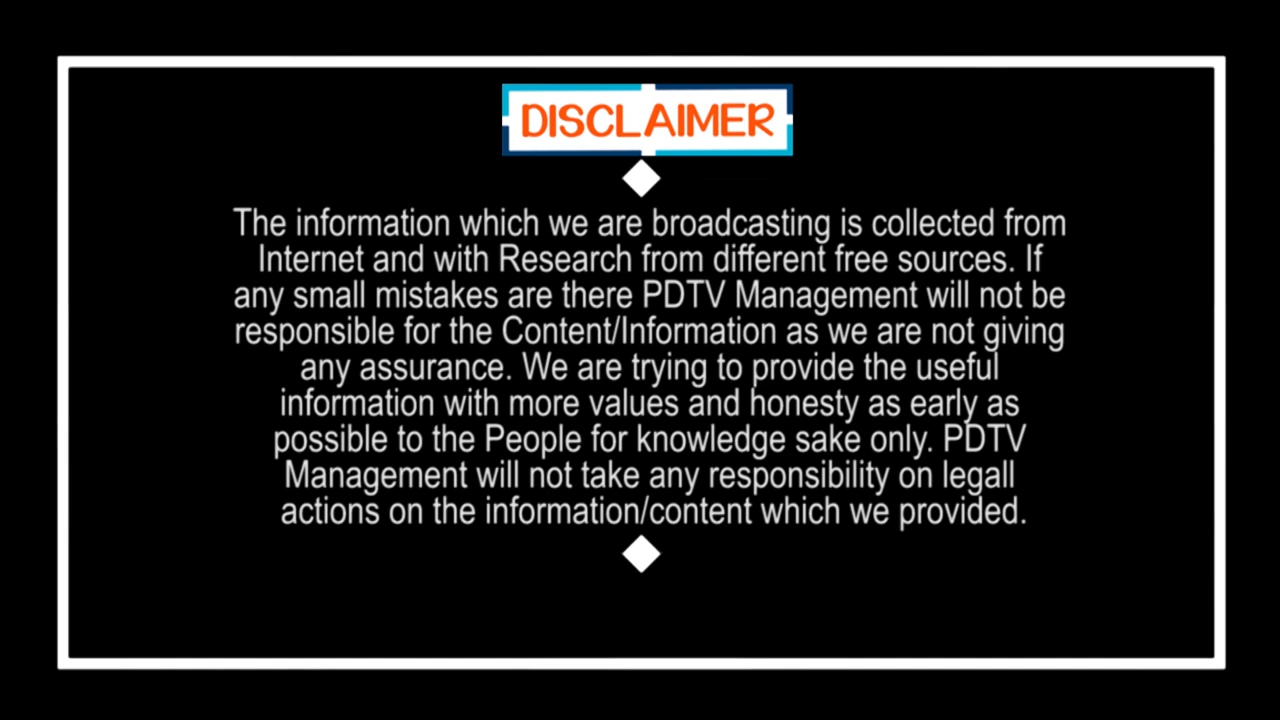 DISCLAIMER
The information which we are broadcasting is collected from
Internet and with Research from different free sources. If
any small mistakes are there PDTV Management will not be
responsible for the Content/Information as we are not giving
any assurance. We are trying to provide the useful
information with more values and honesty as early as
possible to the People for knowledge sake only. PDTV
Management will not take any responsibility on legall
actions on the information/content which we provided.